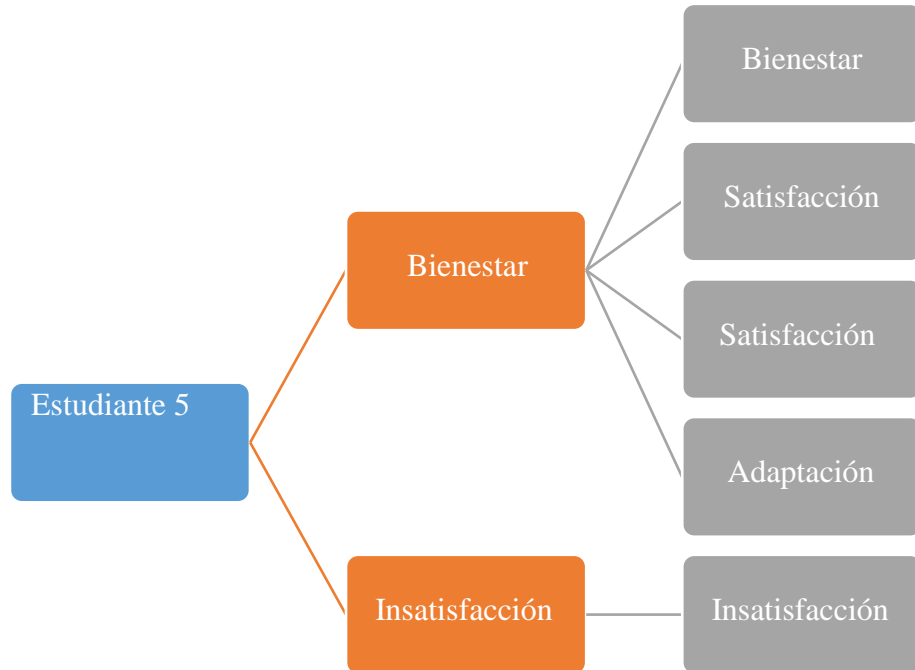 Estudiante 5
Bienestar
Insatisfacción
Bienestar
Satisfacción
Satisfacción
Adaptación
Insatisfacción